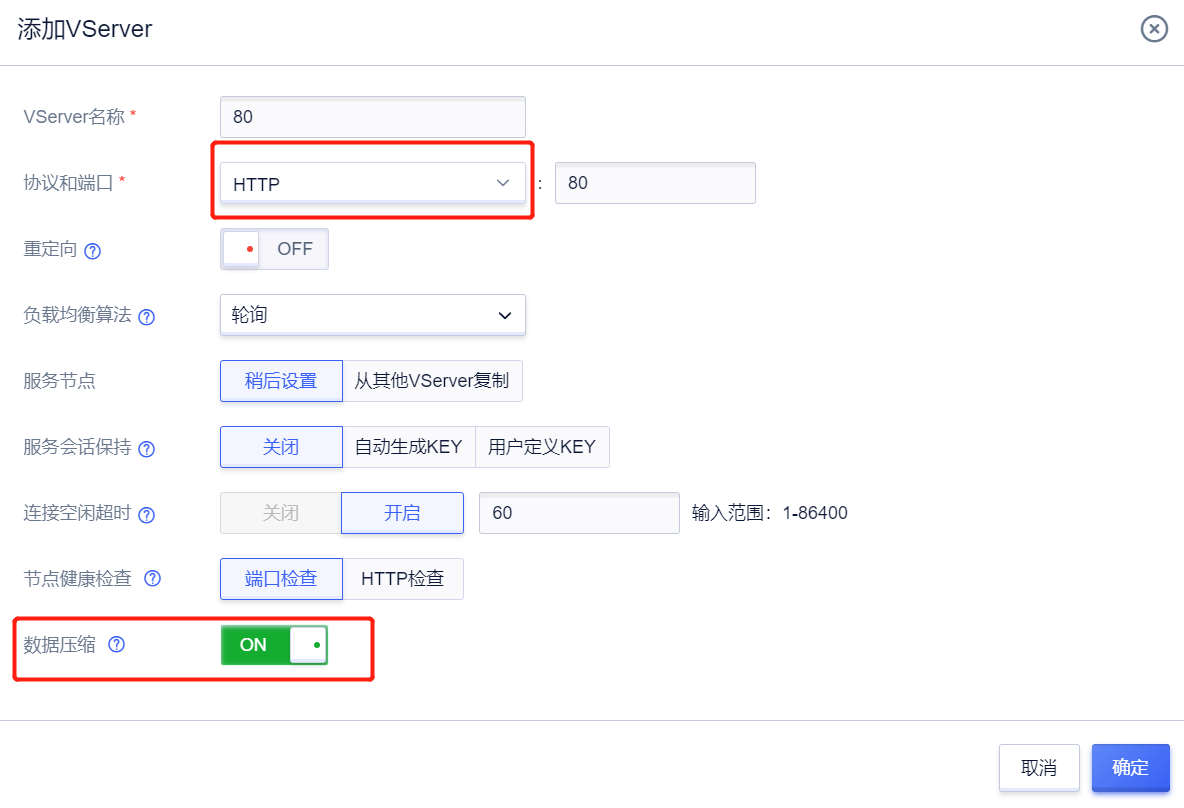 添加VServer
VServer名称 * 80
协议和端口 * HTTP : 80
重定向 OFF
负载均衡算法 轮询
服务节点 稍后设置 从其他VServer复制
服务会话保持 关闭 自动生成KEY 用户定义KEY
连接空闲超时 关闭 开启 60 输入范围：1-86400
节点健康检查 端口检查 HTTP检查
数据压缩 ON
取消 确定